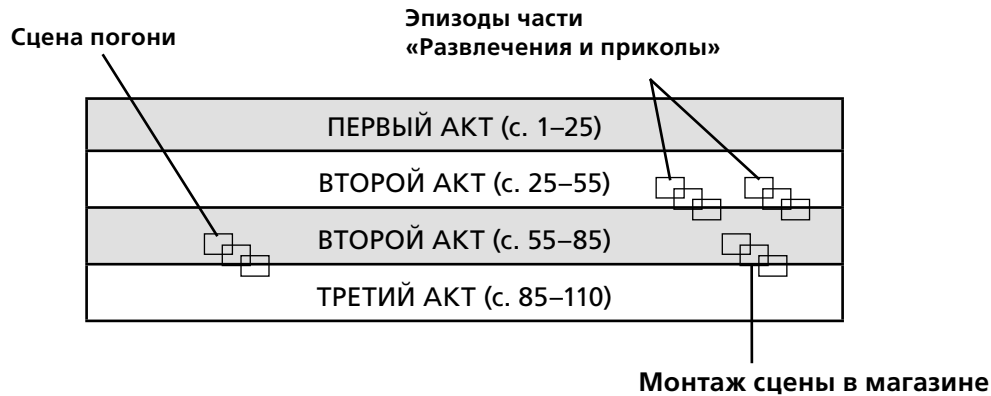 Сцена погони
Эпизоды части
«Развлечения и приколы»
ПЕРВЫЙ АКТ (с. 1–25)
ВТОРОЙ АКТ (с. 25–55)
ВТОРОЙ АКТ (с. 55–85)
ТРЕТИЙ АКТ (с. 85–110)
Монтаж сцены в магазине